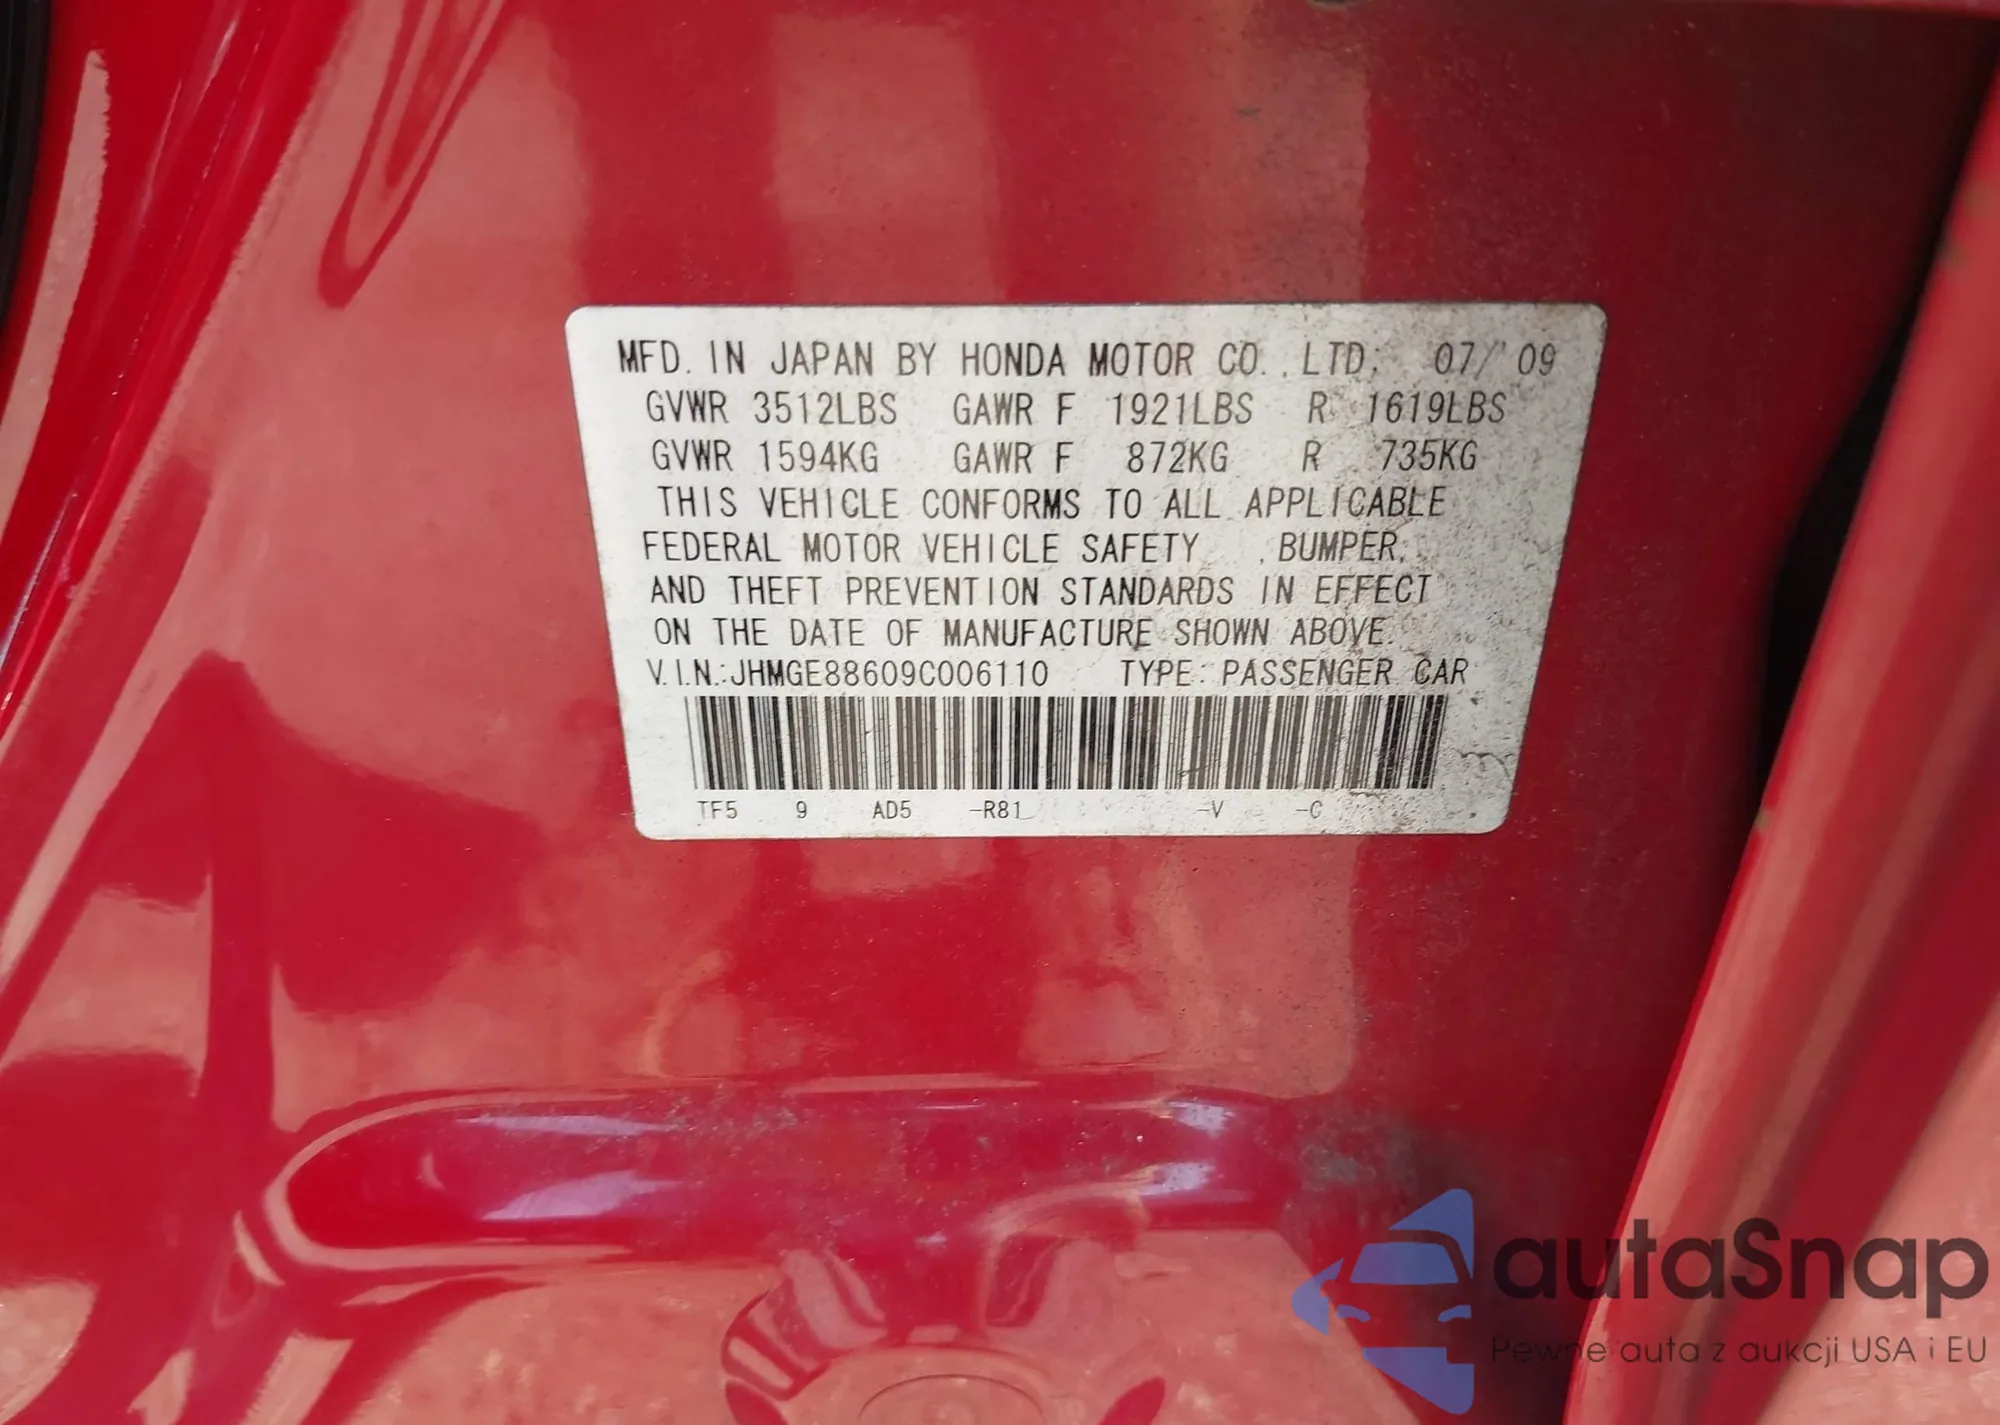 MFD. IN JAPAN BY HONDA MOTOR CO., LTD. 07/'09
GVWR 3512LBS GAWR F 1921LBS R 1619LBS
GVWR 1594KG GAWR F 872KG R 735KG
THIS VEHICLE CONFORMS TO ALL APPLICABLE
FEDERAL MOTOR VEHICLE SAFETY , BUMPER,
AND THEFT PREVENTION STANDARDS IN EFFECT
ON THE DATE OF MANUFACTURE SHOWN ABOVE.
V.I.N.:JHMGE88609C006110 TYPE: PASSENGER CAR
TF5 9 AD5 -R81 -V -C
autaSnap
Pewne auta z aukcji USA i EU